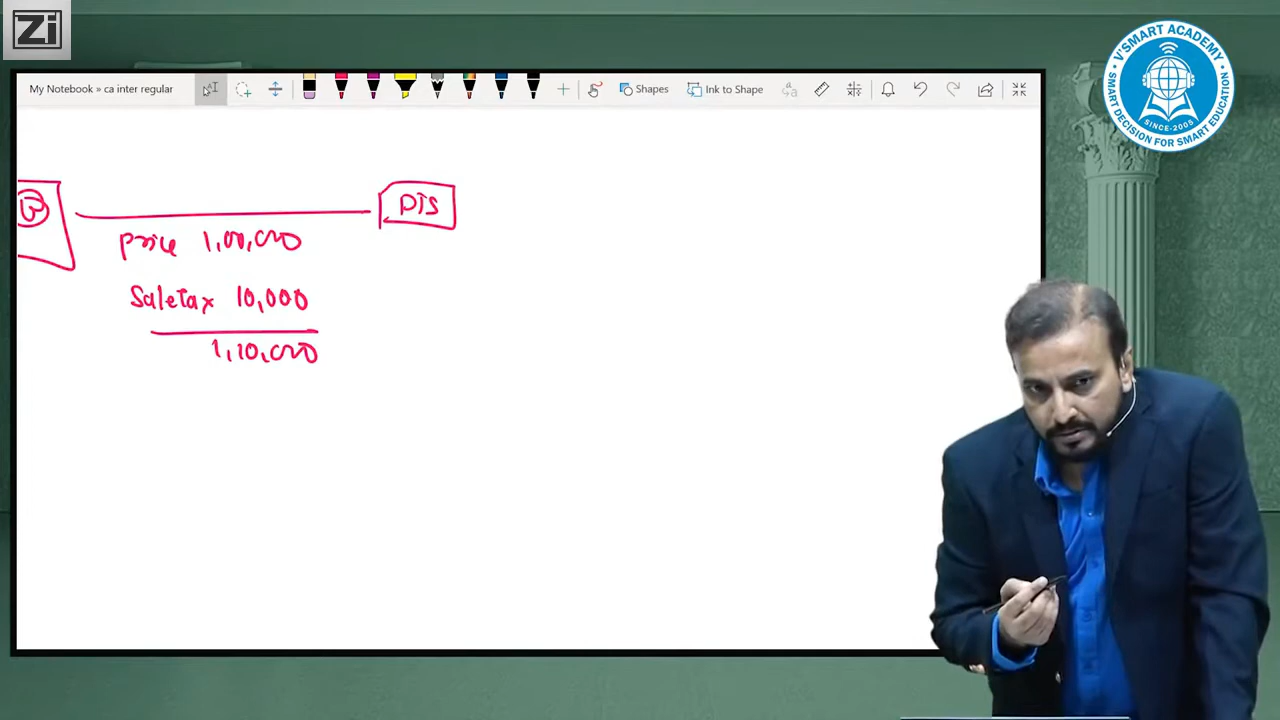 Zi
My Notebook » ca inter regular
Shapes
Ink to Shape
V'SMART ACADEMY
SMART DECISION FOR SMART EDUCATION
SINCE-2005
DIS
Price 1,00,000
SaleTax 10,000
1,10,000